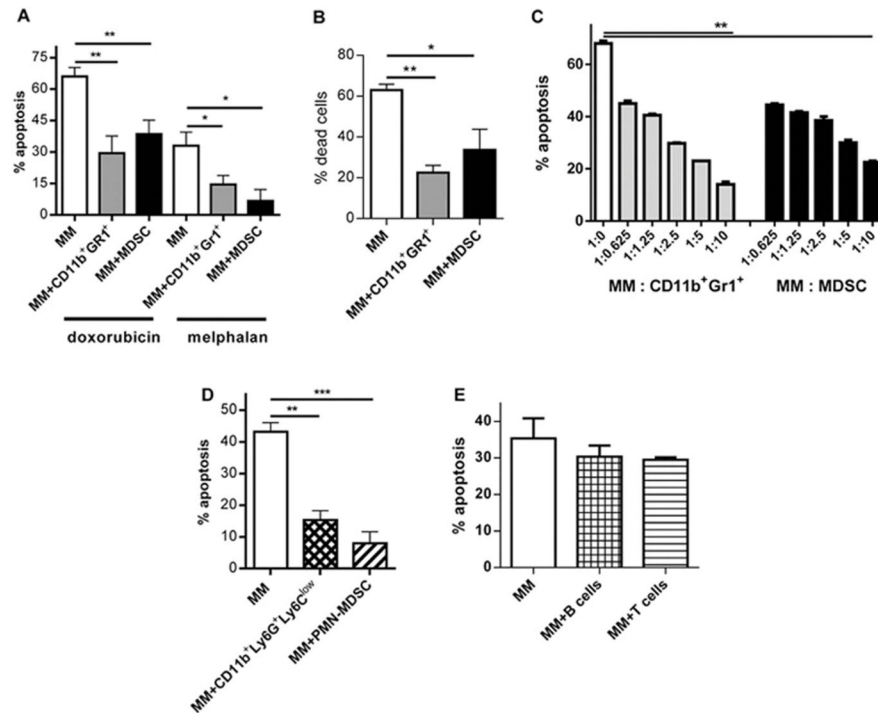 A
% apoptosis
75
60
45
30
15
0
**
**
*
*
MM
MM+CD11b⁺GR1⁺
MM+MDSC
MM
MM+CD11b⁺Gr1⁺
MM+MDSC
doxorubicin
melphalan
B
% dead cells
80
60
40
20
0
*
**
MM
MM+CD11b⁺GR1⁺
MM+MDSC
C
% apoptosis
60
40
20
0
**
1:0
1:0.625
1:1.25
1:2.5
1:5
1:10
1:0.625
1:1.25
1:2.5
1:5
1:10
MM : CD11b⁺Gr1⁺
MM : MDSC
D
% apoptosis
50
40
30
20
10
0
***
**
MM
MM+CD11b⁺Ly6G⁺Ly6Cˡᵒʷ
MM+PMN-MDSC
E
% apoptosis
40
30
20
10
0
MM
MM+B cells
MM+T cells